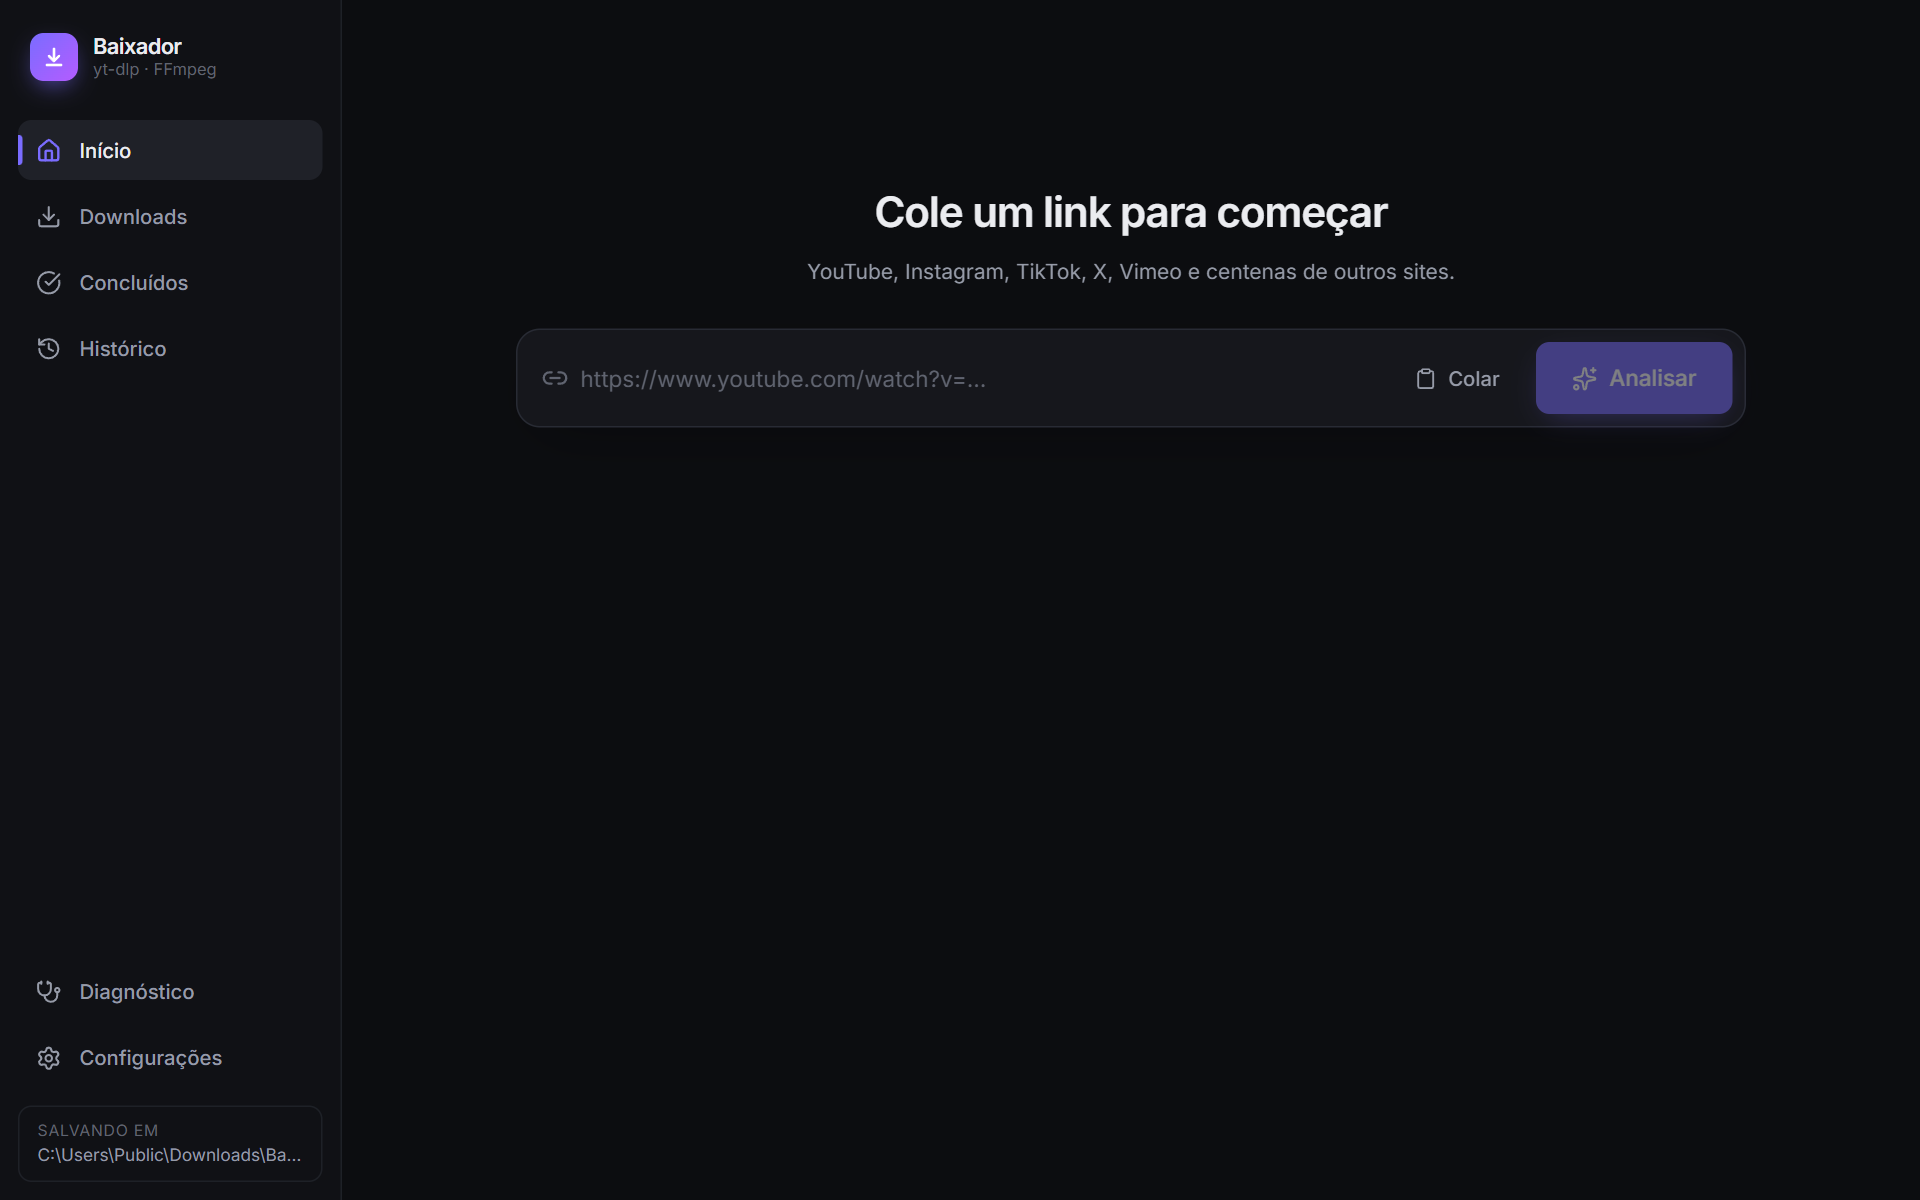 Baixador
yt-dlp · FFmpeg
Início
Downloads
Concluídos
Histórico
Diagnóstico
Configurações
SALVANDO EM
C:\Users\Public\Downloads\Ba...
Cole um link para começar
YouTube, Instagram, TikTok, X, Vimeo e centenas de outros sites.
https://www.youtube.com/watch?v=...
Colar
Analisar